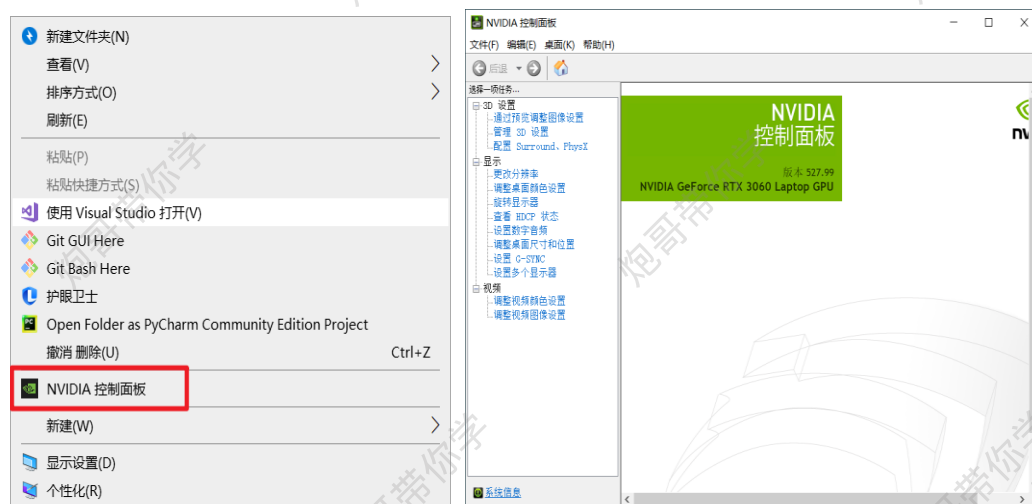 新建文件夹(N)
查看(V)
排序方式(O)
刷新(E)
粘贴(P)
粘贴快捷方式(S)
使用 Visual Studio 打开(V)
Git GUI Here
Git Bash Here
护眼卫士
Open Folder as PyCharm Community Edition Project
撤消 删除(U) Ctrl+Z
NVIDIA 控制面板
新建(W)
显示设置(D)
个性化(R)
炮哥带你学
NVIDIA 控制面板
文件(F) 编辑(E) 桌面(K) 帮助(H)
后退
选择一项任务...
3D 设置
通过预览调整图像设置
管理 3D 设置
配置 Surround、PhysX
显示
更改分辨率
调整桌面颜色设置
旋转显示器
查看 HDCP 状态
设置数字音频
调整桌面尺寸和位置
设置 G-SYNC
设置多个显示器
视频
调整视频颜色设置
调整视频图像设置
系统信息
NVIDIA
控制面板
版本 527.99
NVIDIA GeForce RTX 3060 Laptop GPU
炮哥带你学